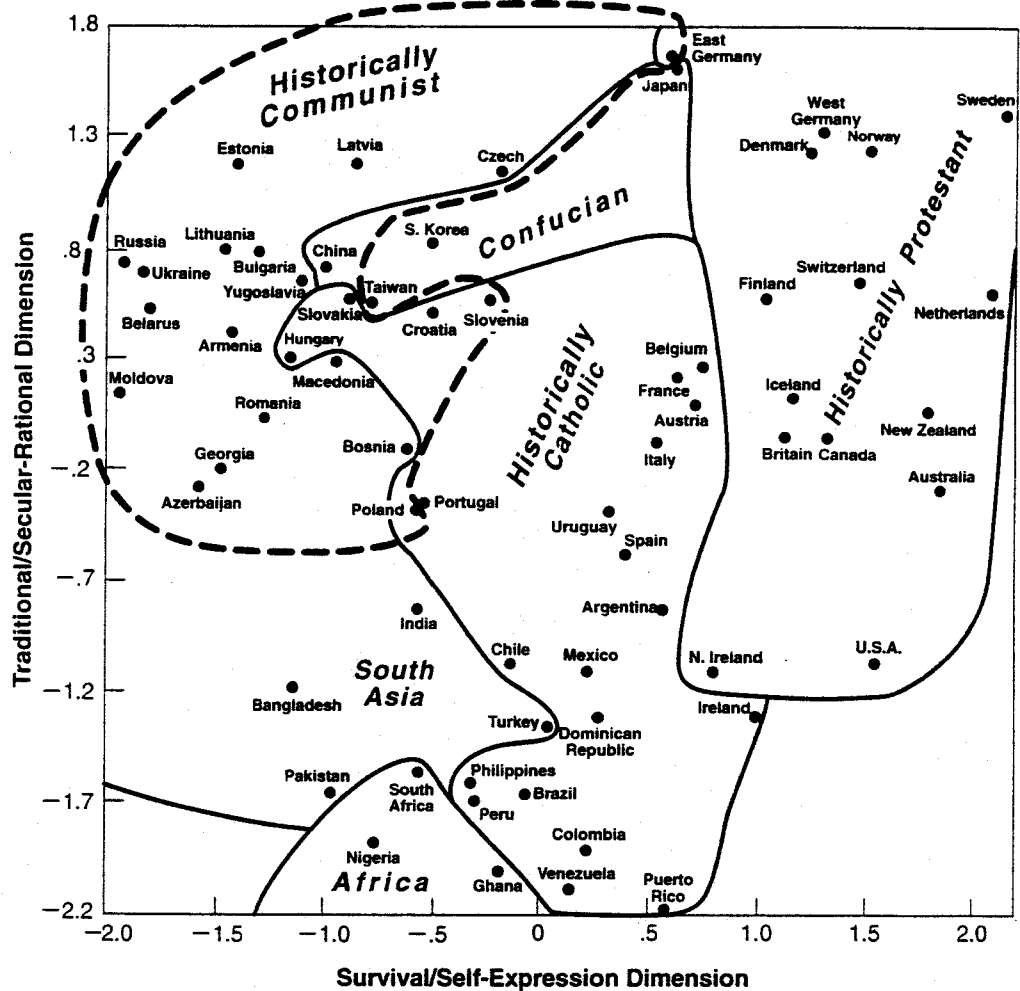 1.8
1.3
.8
.3
−.2
−.7
−1.2
−1.7
−2.2
Traditional/Secular-Rational Dimension
Historically
Communist
East
Germany
Japan
West
Germany
Sweden
Denmark
Norway
Estonia
Latvia
Czech
Historically Protestant
Confucian
S. Korea
Lithuania
Russia
Bulgaria
China
Ukraine
Yugoslavia
Taiwan
Slovakia
Switzerland
Finland
Netherlands
Belarus
Croatia
Slovenia
Armenia
Hungary
Macedonia
Moldova
Romania
Belgium
France
Austria
Italy
Iceland
Britain
Canada
New Zealand
Australia
Historically
Catholic
Bosnia
Georgia
Azerbaijan
Poland
Portugal
Uruguay
Spain
Argentina
India
Chile
Mexico
N. Ireland
U.S.A.
South
Asia
Bangladesh
Turkey
Dominican
Republic
Ireland
Pakistan
South
Africa
Philippines
Brazil
Peru
Nigeria
Africa
Ghana
Colombia
Venezuela
Puerto
Rico
−2.0
−1.5
−1.0
−.5
0
.5
1.0
1.5
2.0
Survival/Self-Expression Dimension